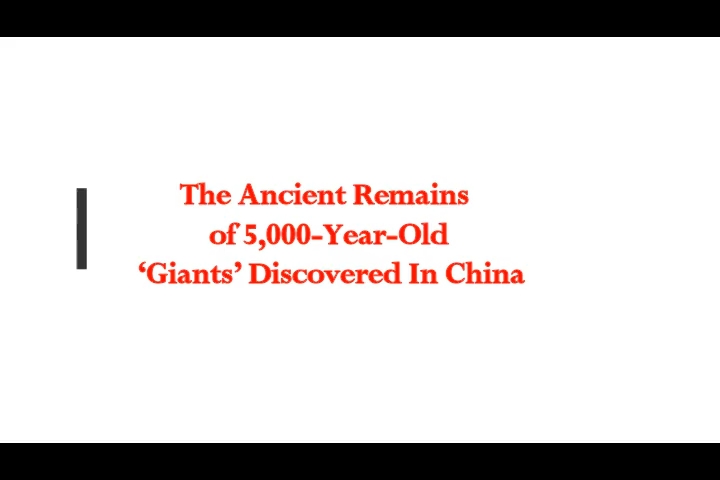 The Ancient Remains
of 5,000-Year-Old
‘Giants’ Discovered In China